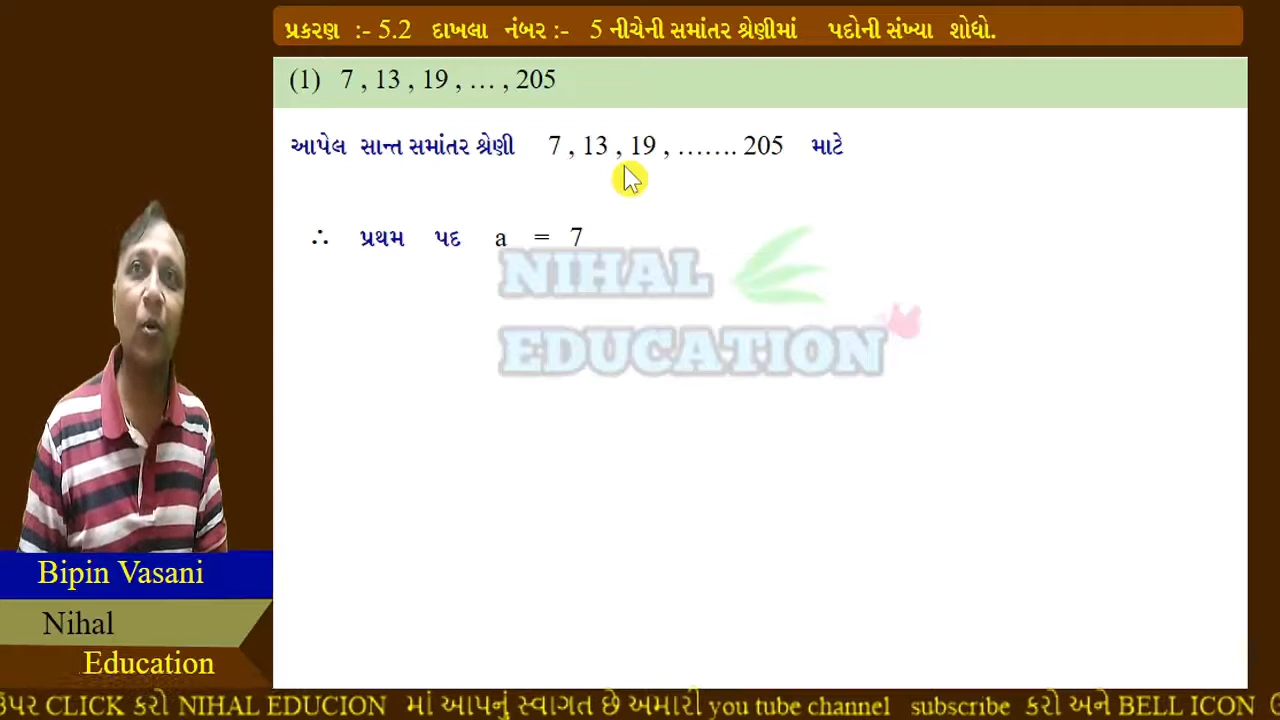 પ્રકરણ :- 5.2 દાખલા નંબર :- 5 નીચેની સમાંતર શ્રેણીમાં પદોની સંખ્યા શોધો.
(1) 7 , 13 , 19 , … , 205
આપેલ સાન્ત સમાંતર શ્રેણી 7 , 13 , 19 , ……. 205 માટે
∴ પ્રથમ પદ a = 7
NIHAL
EDUCATION
Bipin Vasani
Nihal
Education
ઉપર CLICK કરો NIHAL EDUCION માં આપનું સ્વાગત છે અમારી you tube channel subscribe કરો અને BELL ICON